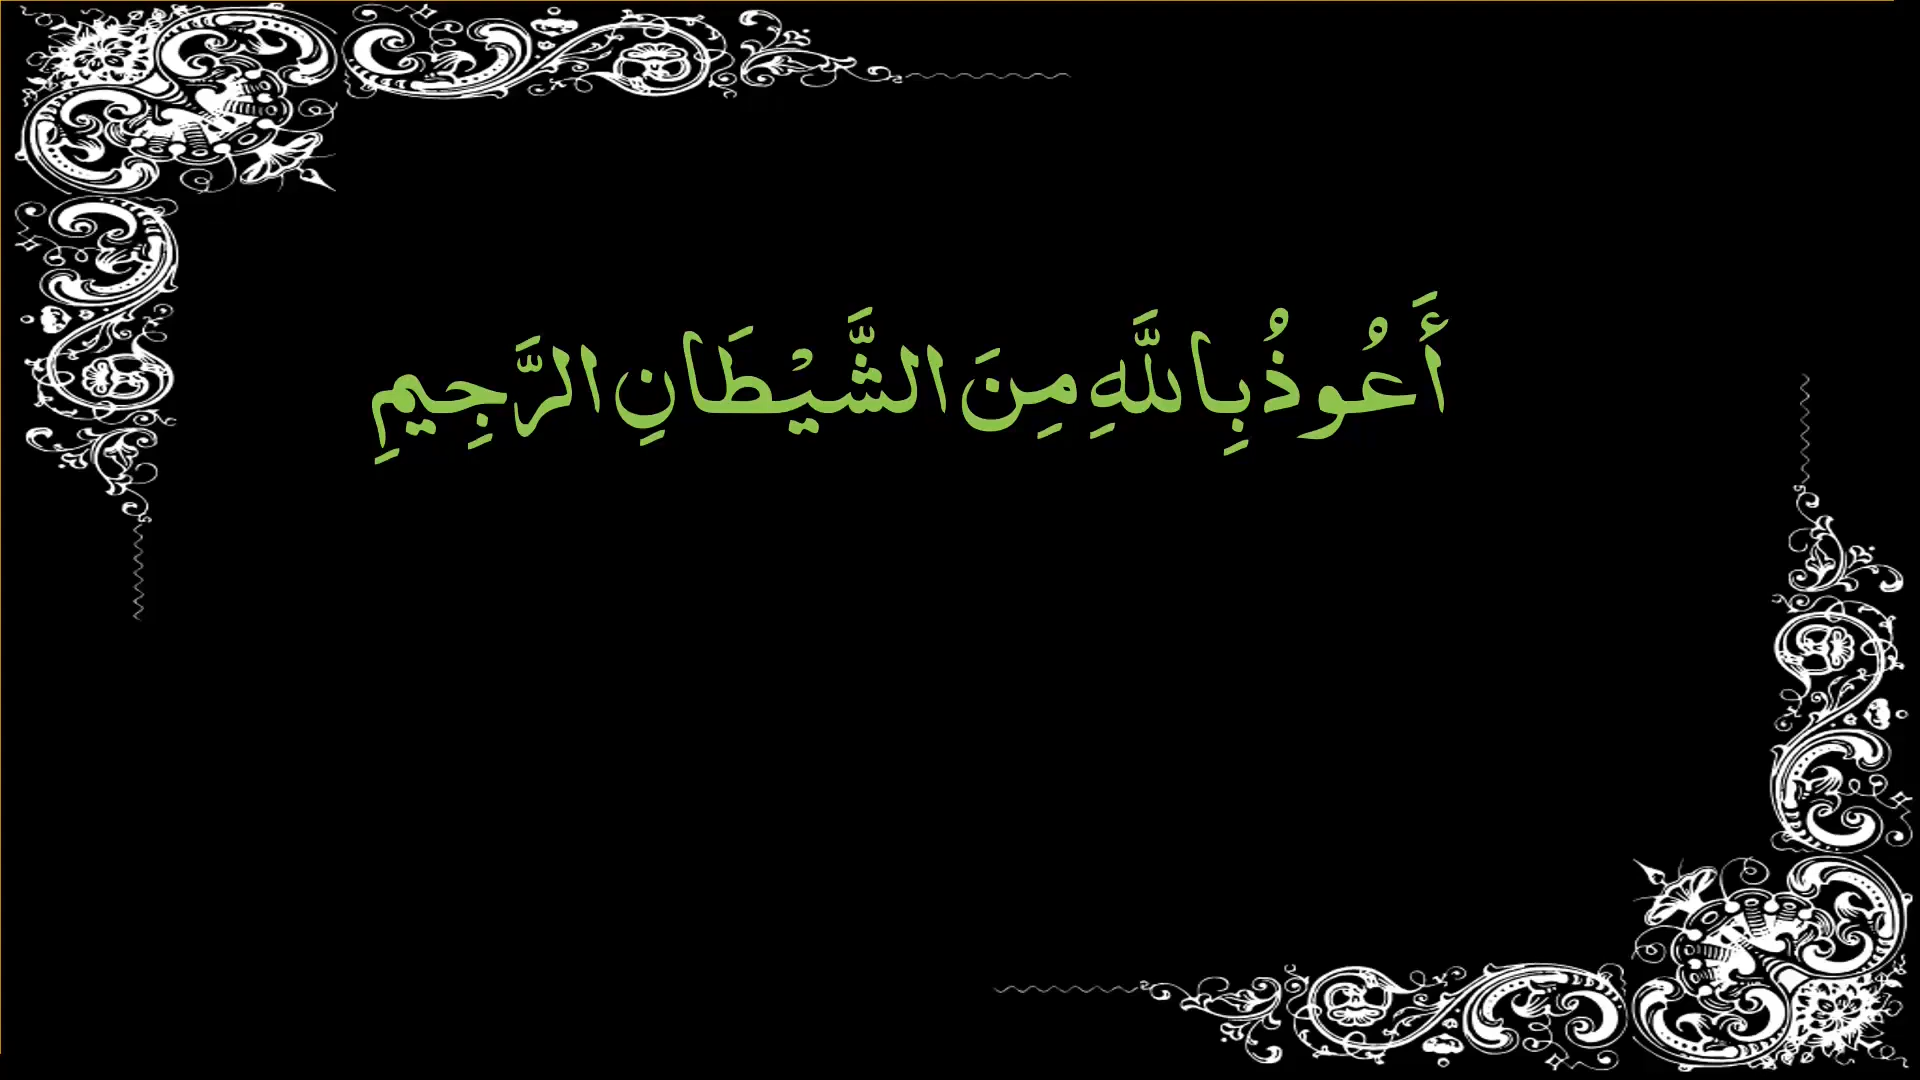 أَعُوذُ بِاللَّهِ مِنَ الشَّيْطَانِ الرَّجِيمِ